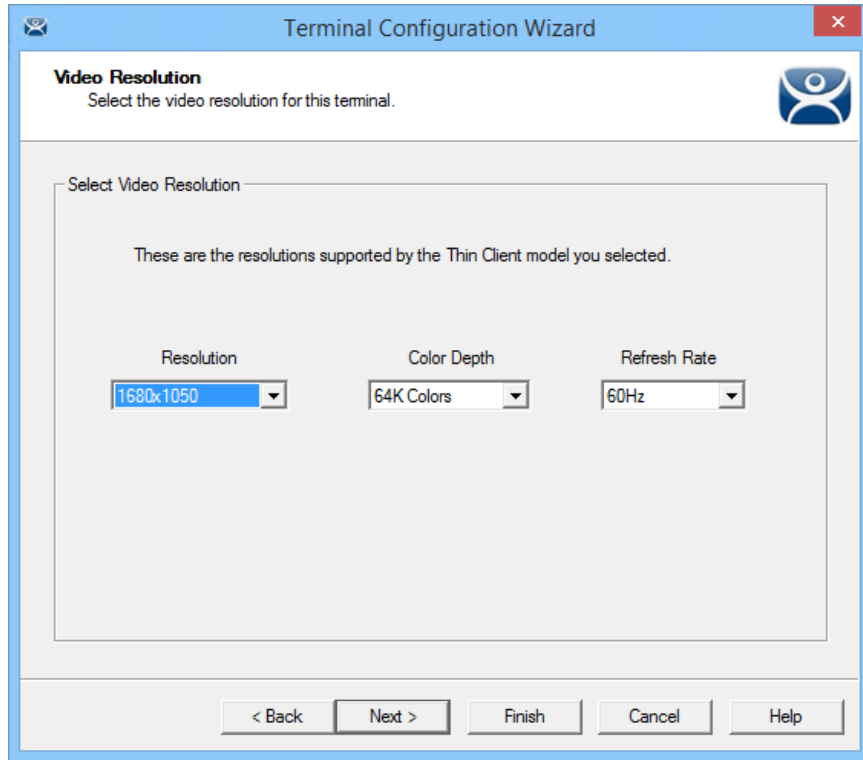 Terminal Configuration Wizard
Video Resolution
Select the video resolution for this terminal.
Select Video Resolution
These are the resolutions supported by the Thin Client model you selected.
Resolution Color Depth Refresh Rate
1680x1050 64K Colors 60Hz
< Back Next > Finish Cancel Help